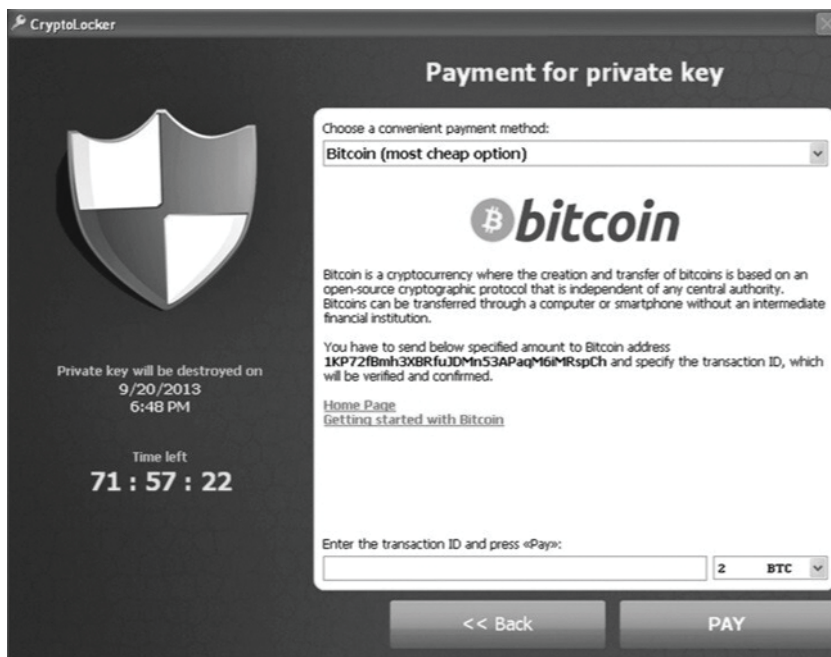 CryptoLocker
Payment for private key
Choose a convenient payment method:
Bitcoin (most cheap option)
bitcoin
Bitcoin is a cryptocurrency where the creation and transfer of bitcoins is based on an
open-source cryptographic protocol that is independent of any central authority.
Bitcoins can be transferred through a computer or smartphone without an intermediate
financial institution.
You have to send below specified amount to Bitcoin address
1KP72fBmh3XBRfuJDMn53APaqM6iMRspCh and specify the transaction ID, which
will be verified and confirmed.
Home Page
Getting started with Bitcoin
Private key will be destroyed on
9/20/2013
6:48 PM
Time left
71 : 57 : 22
Enter the transaction ID and press «Pay»:
2 BTC
<< Back
PAY